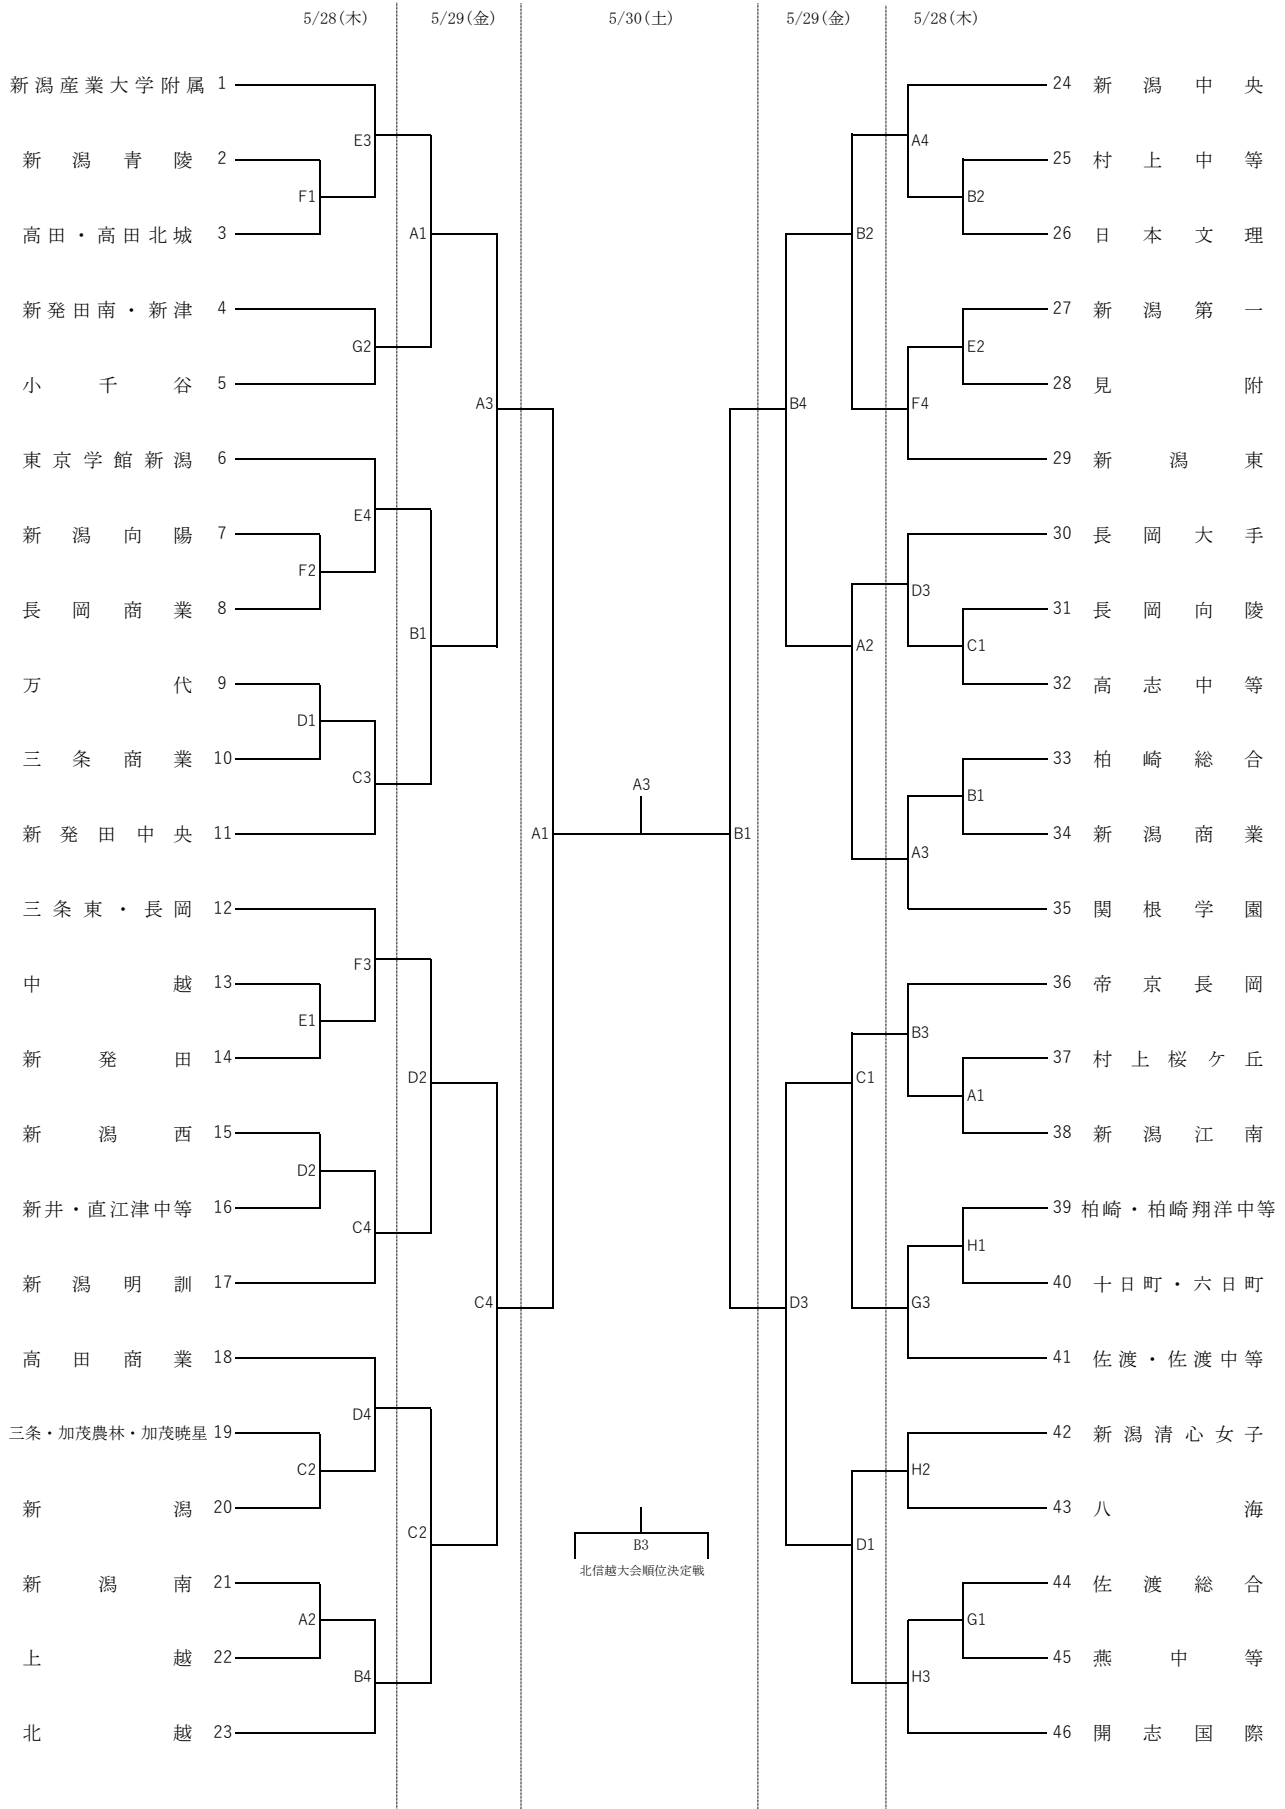 5/28(木) 5/29(金) 5/30(土) 5/29(金) 5/28(木)
新潟産業大学附属 1
新潟青陵 2
高田・高田北城 3
新発田南・新津 4
小千谷 5
東京学館新潟 6
新潟向陽 7
長岡商業 8
万代 9
三条商業 10
新発田中央 11
三条東・長岡 12
中越 13
新発田 14
新潟西 15
新井・直江津中等 16
新潟明訓 17
高田商業 18
三条・加茂農林・加茂暁星 19
新潟 20
新潟南 21
上越 22
北越 23
F1
F2
D1
E1
D2
C2
A2
E3
G2
E4
C3
F3
C4
D4
B4
A1
B1
D2
C2
A3
C4
A1
A3
B1
B3
北信越大会順位決定戦
B4
D3
B2
A2
C1
D1
A4
F4
D3
A3
B3
G3
H2
H3
B2
E2
C1
B1
A1
H1
G1
24 新潟中央
25 村上中等
26 日本文理
27 新潟第一
28 見附
29 新潟東
30 長岡大手
31 長岡向陵
32 高志中等
33 柏崎総合
34 新潟商業
35 関根学園
36 帝京長岡
37 村上桜ケ丘
38 新潟江南
39 柏崎・柏崎翔洋中等
40 十日町・六日町
41 佐渡・佐渡中等
42 新潟清心女子
43 八海
44 佐渡総合
45 燕中等
46 開志国際